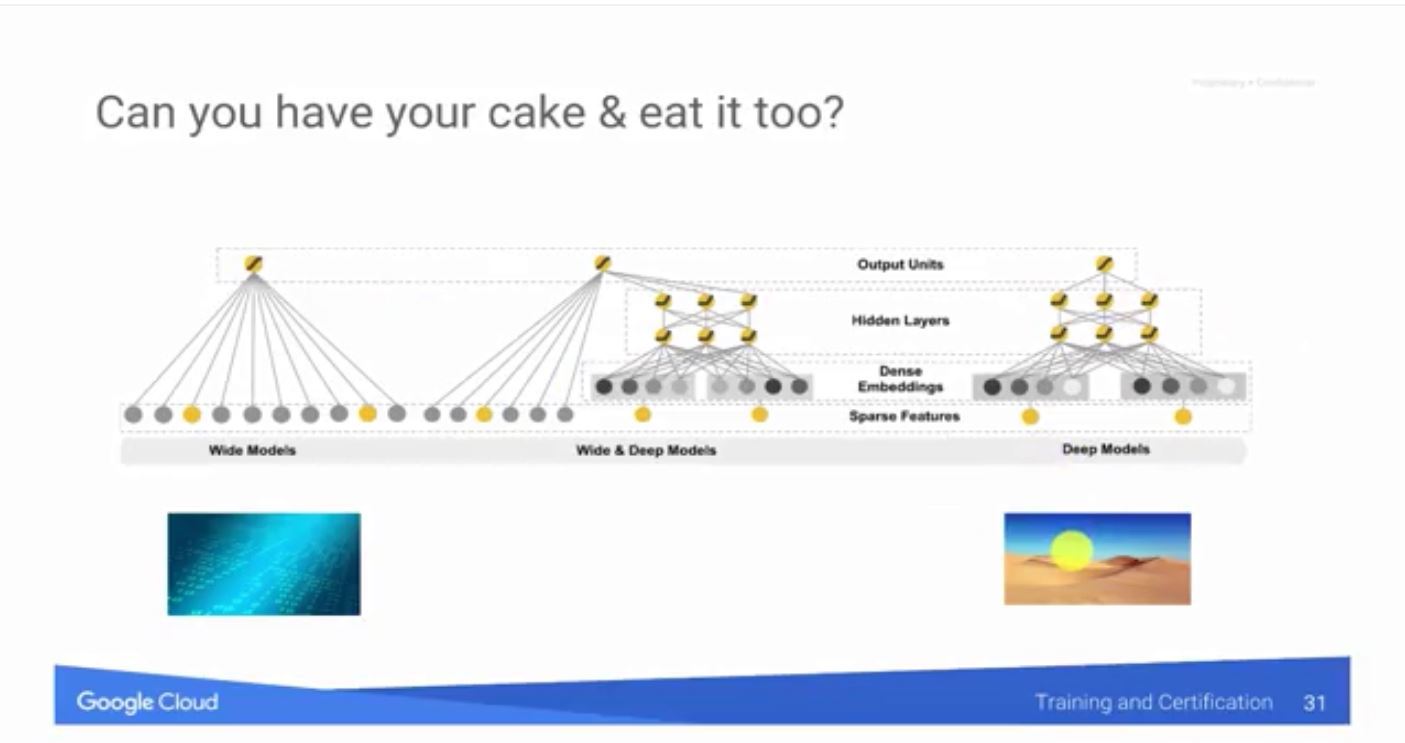 Can you have your cake & eat it too?
Output Units
Hidden Layers
Dense
Embeddings
Sparse Features
Wide Models
Wide & Deep Models
Deep Models
Google Cloud
Training and Certification 31